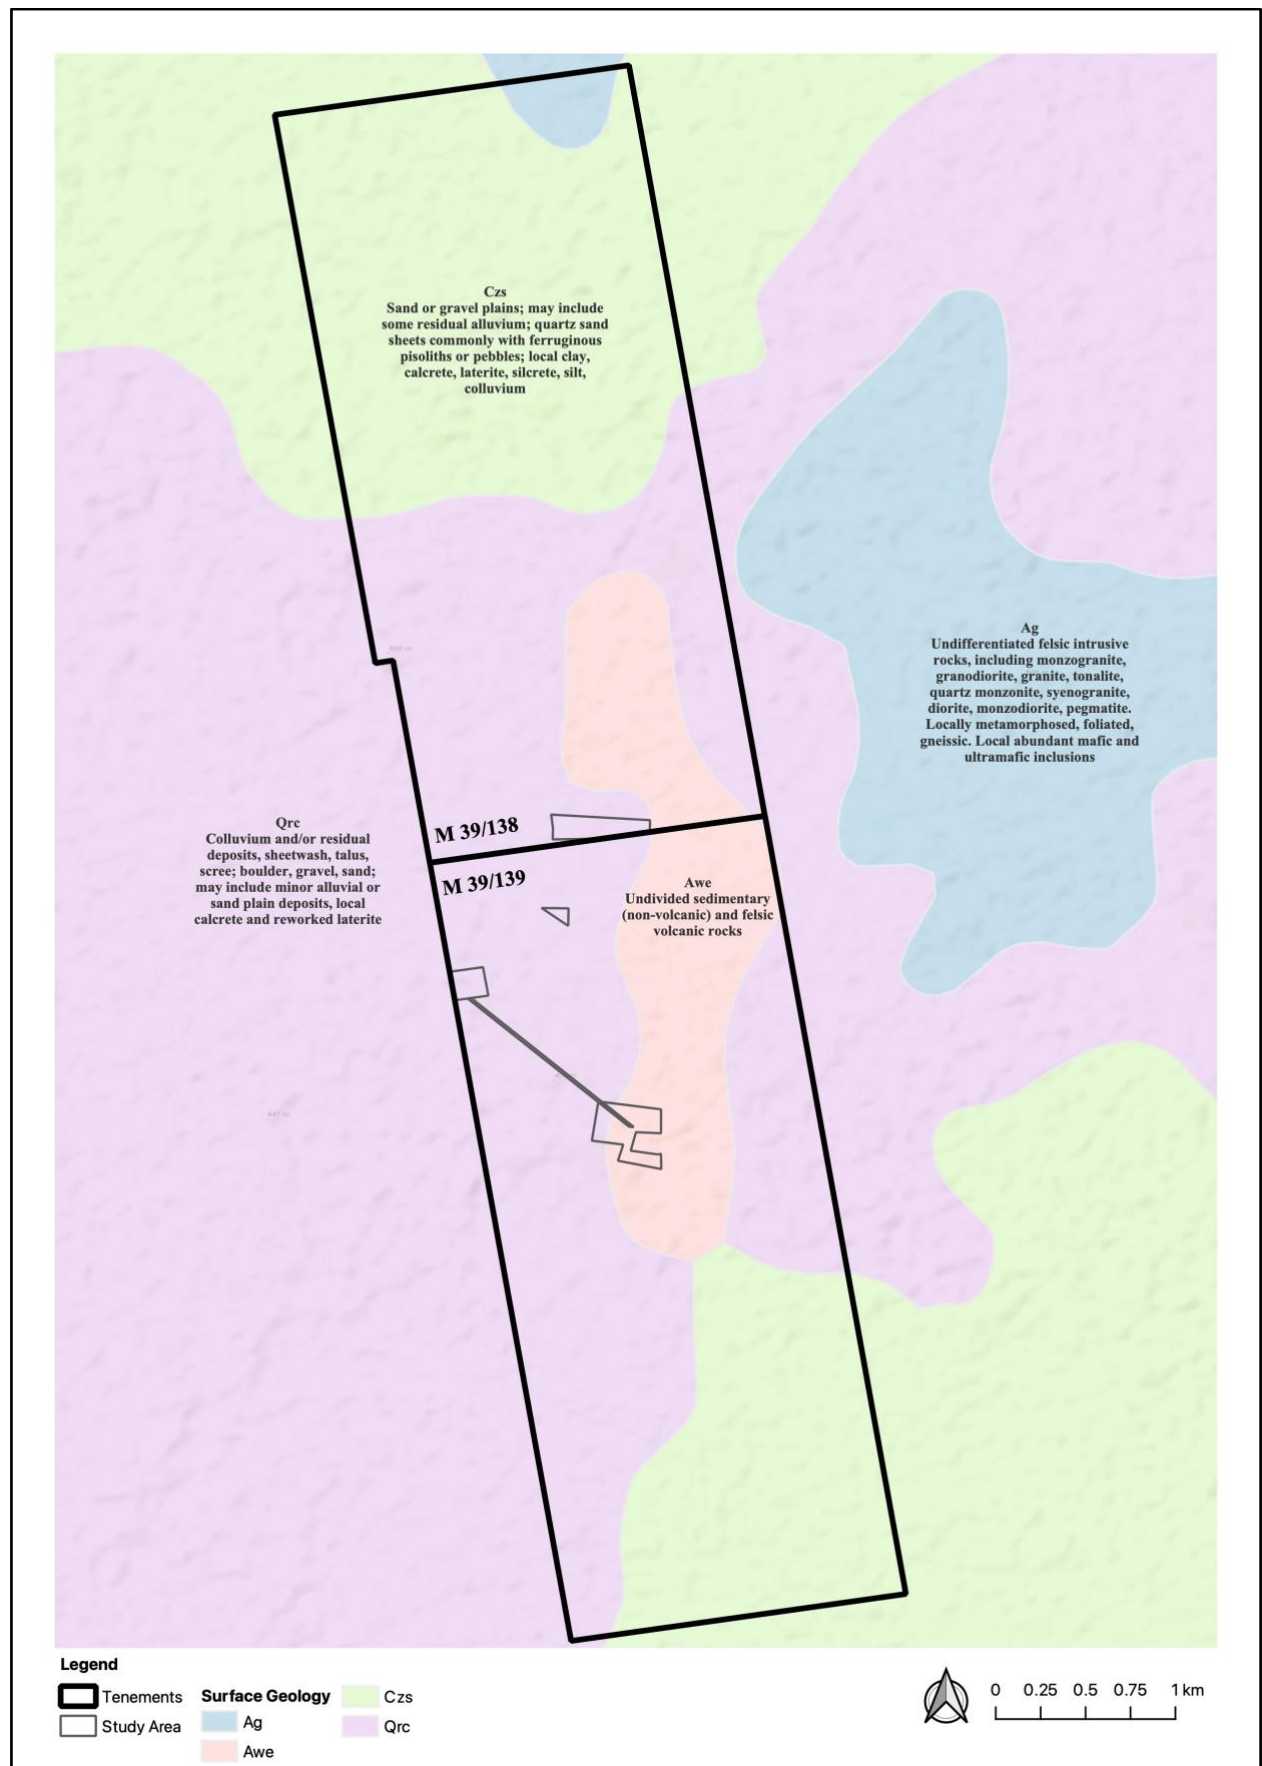 Czs
Sand or gravel plains; may include
some residual alluvium; quartz sand
sheets commonly with ferruginous
pisoliths or pebbles; local clay,
calcrete, laterite, silcrete, silt,
colluvium
Ag
Undifferentiated felsic intrusive
rocks, including monzogranite,
granodiorite, granite, tonalite,
quartz monzonite, syenogranite,
diorite, monzodiorite, pegmatite.
Locally metamorphosed, foliated,
gneissic. Local abundant mafic and
ultramafic inclusions
Qrc
Colluvium and/or residual
deposits, sheetwash, talus,
scree; boulder, gravel, sand;
may include minor alluvial or
sand plain deposits, local
calcrete and reworked laterite
M 39/138
M 39/139
Awe
Undivided sedimentary
(non-volcanic) and felsic
volcanic rocks
Legend
Tenements
Study Area
Surface Geology
Ag
Awe
Czs
Qrc
0 0.25 0.5 0.75 1 km